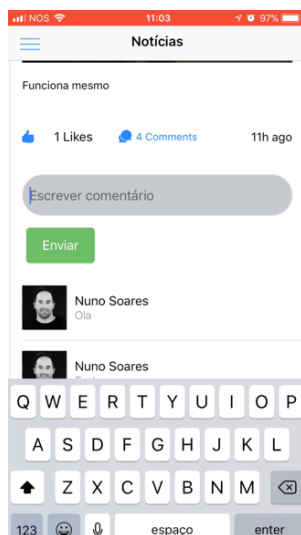 NOS 11:03 97%
Notícias
Funciona mesmo
1 Likes 4 Comments 11h ago
Escrever comentário
Enviar
Nuno Soares
Ola
Nuno Soares
Q W E R T Y U I O P
A S D F G H J K L
Z X C V B N M
123 espaço enter